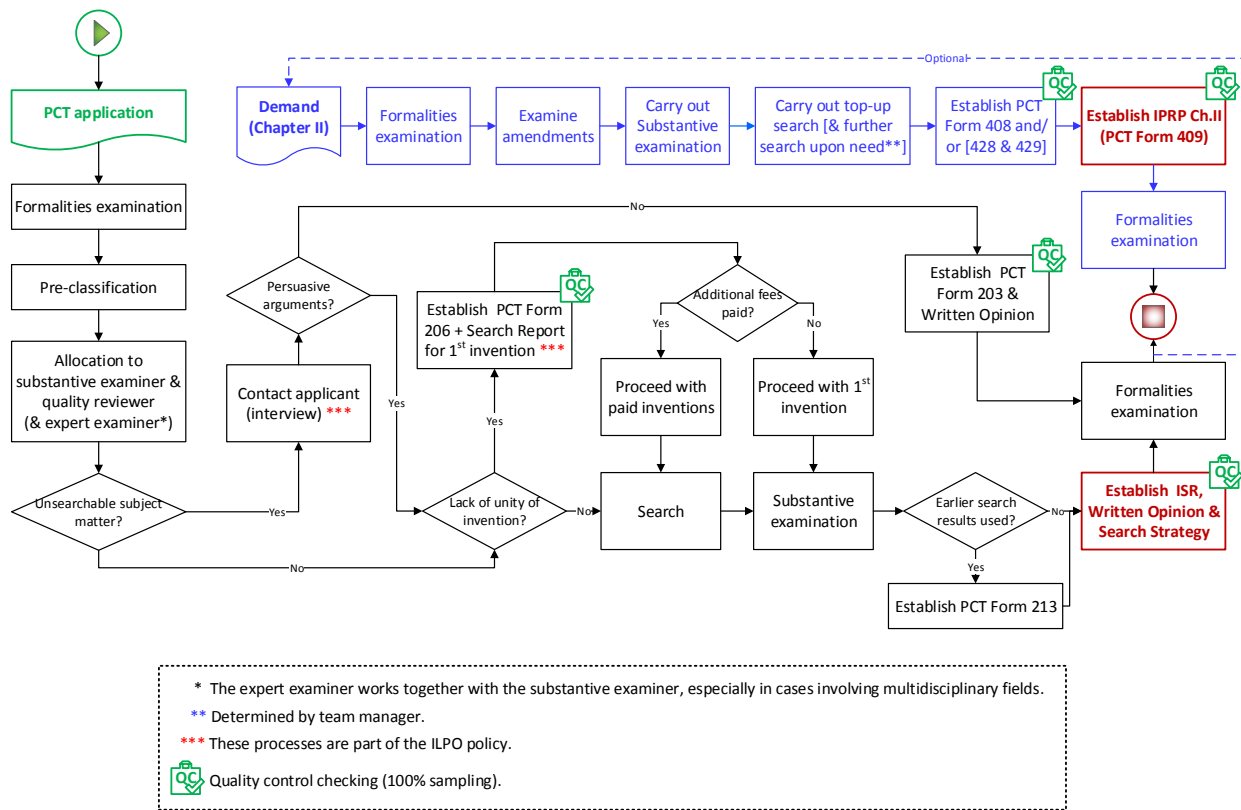 Optional
PCT application
Demand
(Chapter II)
Formalities
examination
Examine
amendments
Carry out
Substantive
examination
Carry out top-up
search [& further
search upon need**]
Establish PCT
Form 408 and/
or [428 & 429]
QC
Establish IPRP Ch.II
(PCT Form 409)
QC
Formalities examination
No
Formalities
examination
Pre-classification
Persuasive
arguments?
Establish PCT Form
206 + Search Report
for 1st invention ***
QC
Additional fees
paid?
Establish PCT
Form 203 &
Written Opinion
QC
Yes
No
Allocation to
substantive examiner &
quality reviewer
(& expert examiner*)
Contact applicant
(interview) ***
Yes
Yes
Proceed with
paid inventions
Proceed with 1st
invention
Formalities
examination
Unsearchable subject
matter?
Yes
No
Lack of unity of
invention?
No
Search
Substantive
examination
Earlier search
results used?
No
Yes
Establish PCT Form 213
Establish ISR,
Written Opinion &
Search Strategy
QC
* The expert examiner works together with the substantive examiner, especially in cases involving multidisciplinary fields.
** Determined by team manager.
*** These processes are part of the ILPO policy.
QC Quality control checking (100% sampling).